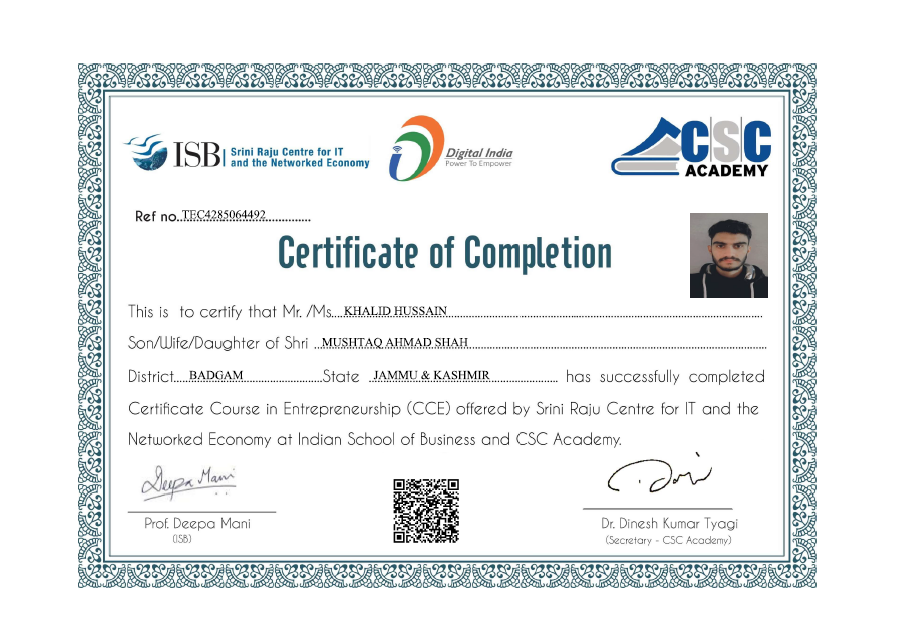 ISB Srini Raju Centre for IT and the Networked Economy
Digital India
Power To Empower
CSC
ACADEMY
Ref no..TEC4285064492..............
Certificate of Completion
This is to certify that Mr. /Ms....KHALID HUSSAIN
Son/Wife/Daughter of Shri ..MUSHTAQ AHMAD SHAH
District.....BADGAM State ..JAMMU & KASHMIR has successfully completed
Certificate Course in Entrepreneurship (CCE) offered by Srini Raju Centre for IT and the
Networked Economy at Indian School of Business and CSC Academy.
Deepa Mani
Prof. Deepa Mani
(ISB)
Dr. Dinesh Kumar Tyagi
(Secretary - CSC Academy)